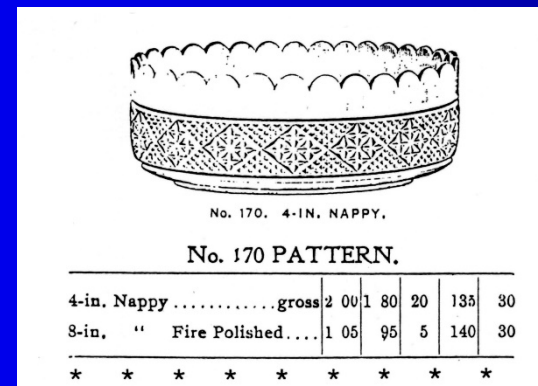 No. 170. 4-IN. NAPPY.
No. 170 PATTERN.
4-in. Nappy ............gross 2 00 1 80 20 135 30
8-in. “ Fire Polished.... 1 05 95 5 140 30
* * * * * * * * *